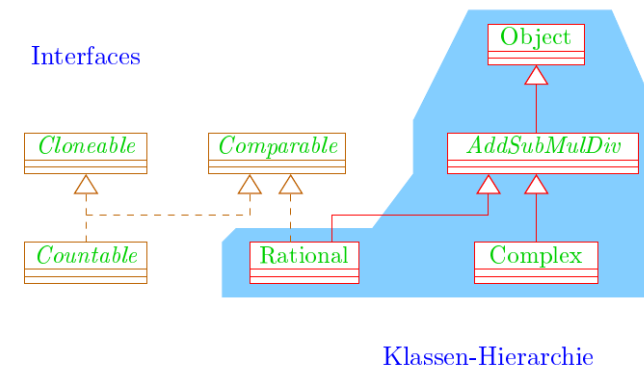 Object
Interfaces
Cloneable
Comparable
AddSubMulDiv
Countable
Rational
Complex
Klassen-Hierarchie